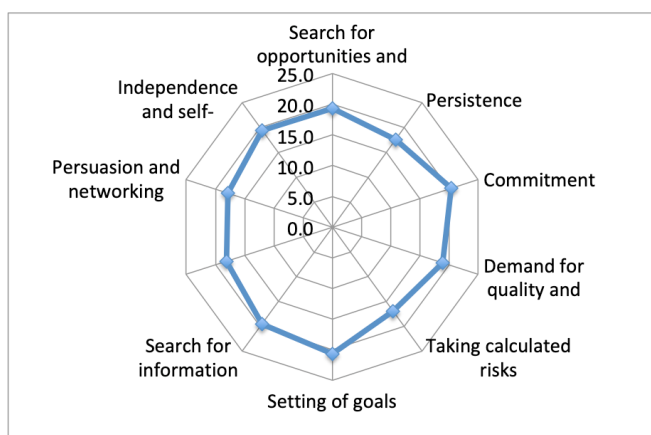 Search for
opportunities and
25.0
20.0
15.0
10.0
5.0
0.0
Persistence
Commitment
Demand for
quality and
Taking calculated
risks
Setting of goals
Search for
information
Persuasion and
networking
Independence
and self-